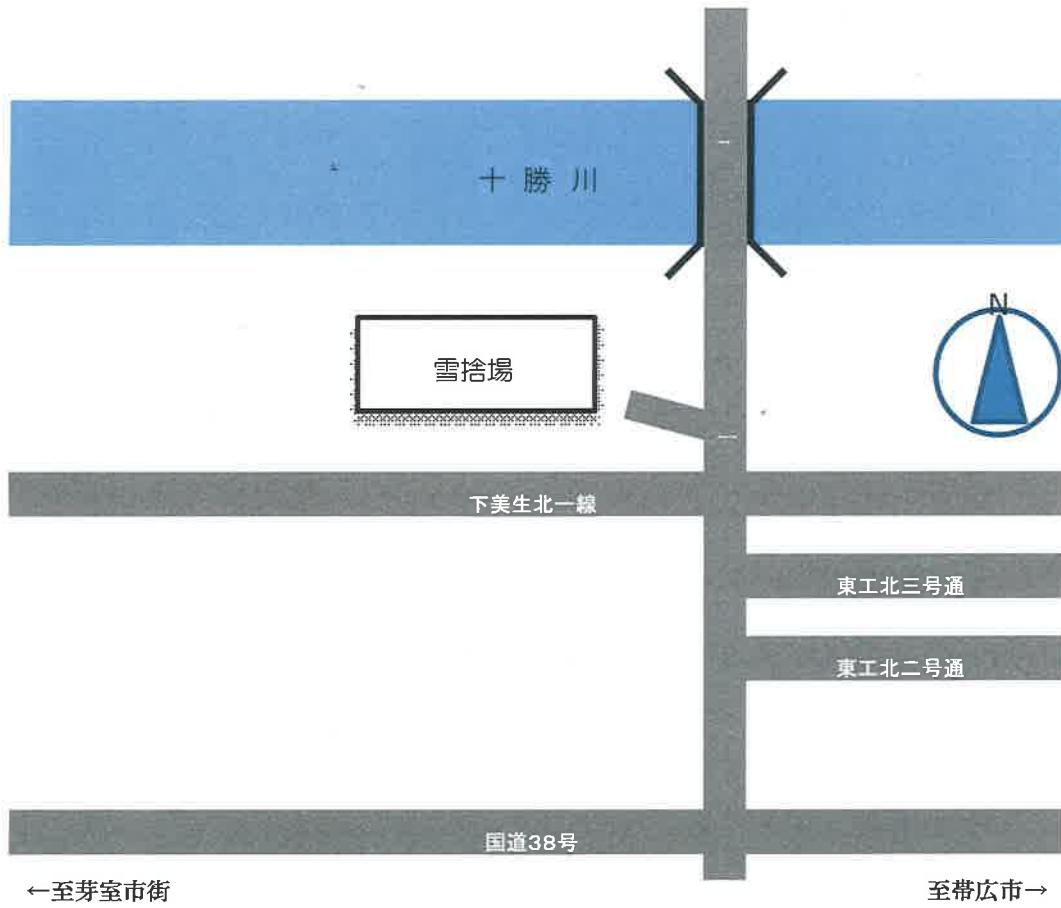 十勝川
N
雪捨場
下美生北一線
東工北三号通
東工北二号通
国道38号
←至芽室市街
至帯広市→